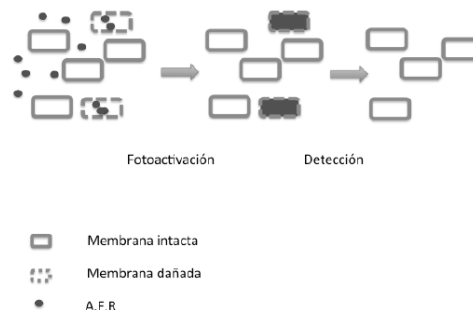 Fotoactivación
Detección
Membrana intacta
Membrana dañada
A.F.R